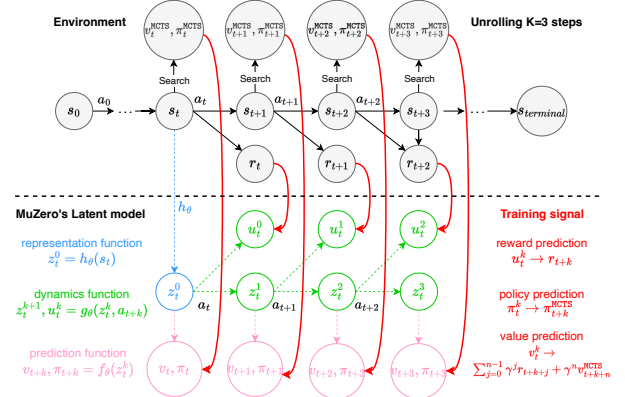 Environment
Unrolling K=3 steps
v_t^MCTS, π_t^MCTS
v_{t+1}^MCTS, π_{t+1}^MCTS
v_{t+2}^MCTS, π_{t+2}^MCTS
v_{t+3}^MCTS, π_{t+3}^MCTS
Search Search Search Search
s_0 a_0 ... s_t a_t s_{t+1} a_{t+1} s_{t+2} a_{t+2} s_{t+3} ... s_{terminal}
r_t r_{t+1} r_{t+2}
MuZero's Latent model
h_θ
Training signal
u_t^0 u_t^1 u_t^2
representation function
z_t^0 = h_θ(s_t)
reward prediction
u_t^k → r_{t+k}
z_t^0 a_t z_t^1 a_{t+1} z_t^2 a_{t+2} z_t^3
dynamics function
z_t^{k+1}, u_t^k = g_θ(z_t^k, a_{t+k})
policy prediction
π_t^k → π_{t+k}^MCTS
prediction function
v_{t+k}, π_{t+k} = f_θ(z_t^k)
v_t, π_t
v_{t+1}, π_{t+1}
v_{t+2}, π_{t+2}
v_{t+3}, π_{t+3}
value prediction
v_t^k →
∑_{j=0}^{n-1} γ^j r_{t+k+j} + γ^n v_{t+k+n}^MCTS